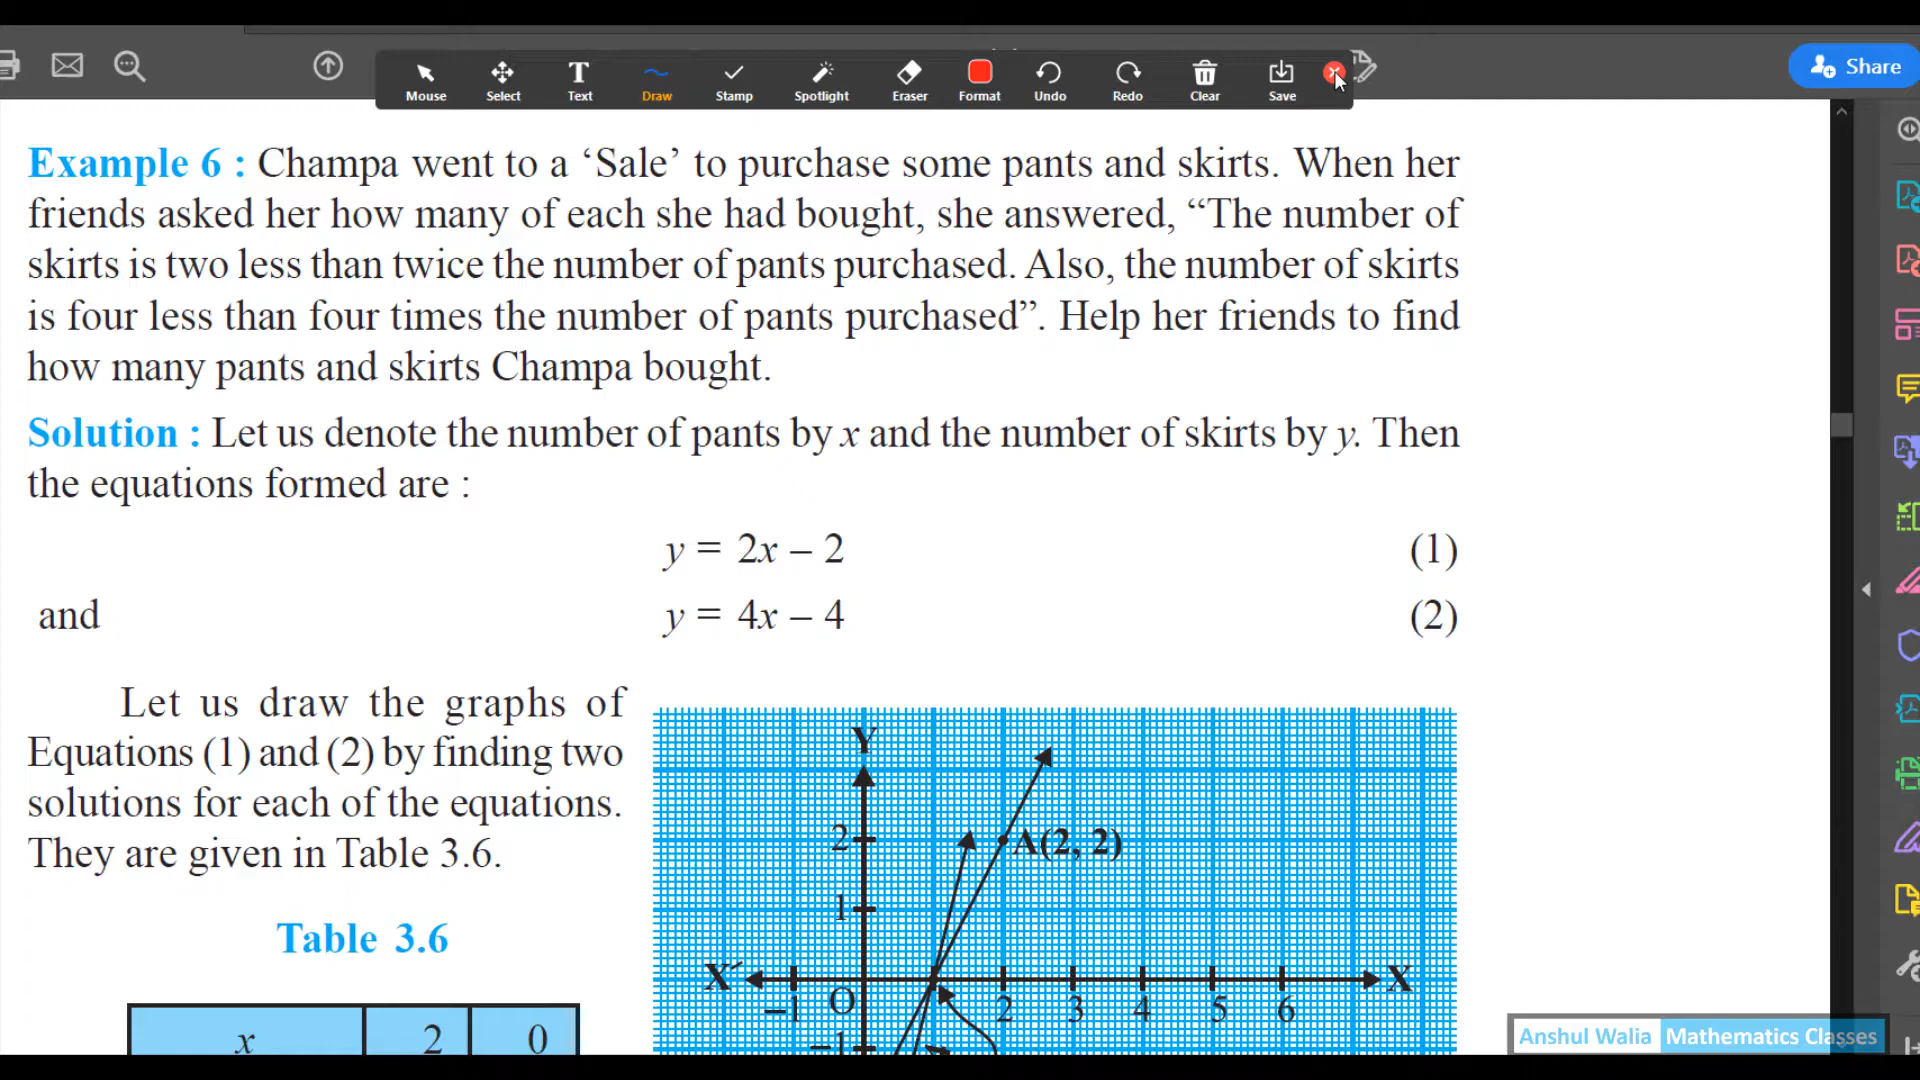 Share
Mouse Select Text Draw Stamp Spotlight Eraser Format Undo Redo Clear Save
Example 6 : Champa went to a ‘Sale’ to purchase some pants and skirts. When her
friends asked her how many of each she had bought, she answered, “The number of
skirts is two less than twice the number of pants purchased. Also, the number of skirts
is four less than four times the number of pants purchased”. Help her friends to find
how many pants and skirts Champa bought.
Solution : Let us denote the number of pants by x and the number of skirts by y. Then
the equations formed are :
y = 2x – 2 (1)
and y = 4x – 4 (2)
Let us draw the graphs of
Equations (1) and (2) by finding two
solutions for each of the equations.
They are given in Table 3.6.
Table 3.6
x 2 0
Y
2
A(2, 2)
1
X′ X
–1 O 2 3 4 5 6
–1
Anshul Walia Mathematics Classes